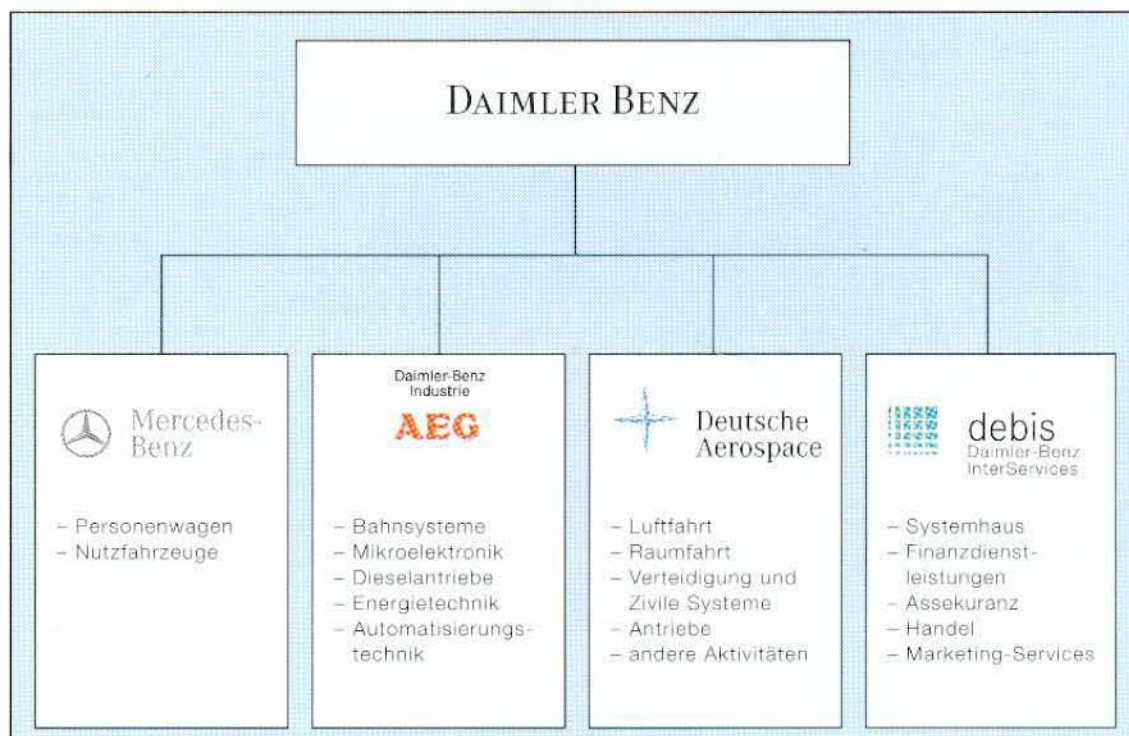 DAIMLER BENZ
Mercedes-
Benz
– Personenwagen
– Nutzfahrzeuge
Daimler-Benz
Industrie
AEG
– Bahnsysteme
– Mikroelektronik
– Dieselantriebe
– Energietechnik
– Automatisierungs-
technik
Deutsche
Aerospace
– Luftfahrt
– Raumfahrt
– Verteidigung und
Zivile Systeme
– Antriebe
– andere Aktivitäten
debis
Daimler-Benz
InterServices
– Systemhaus
– Finanzdienst-
leistungen
– Assekuranz
– Handel
– Marketing-Services